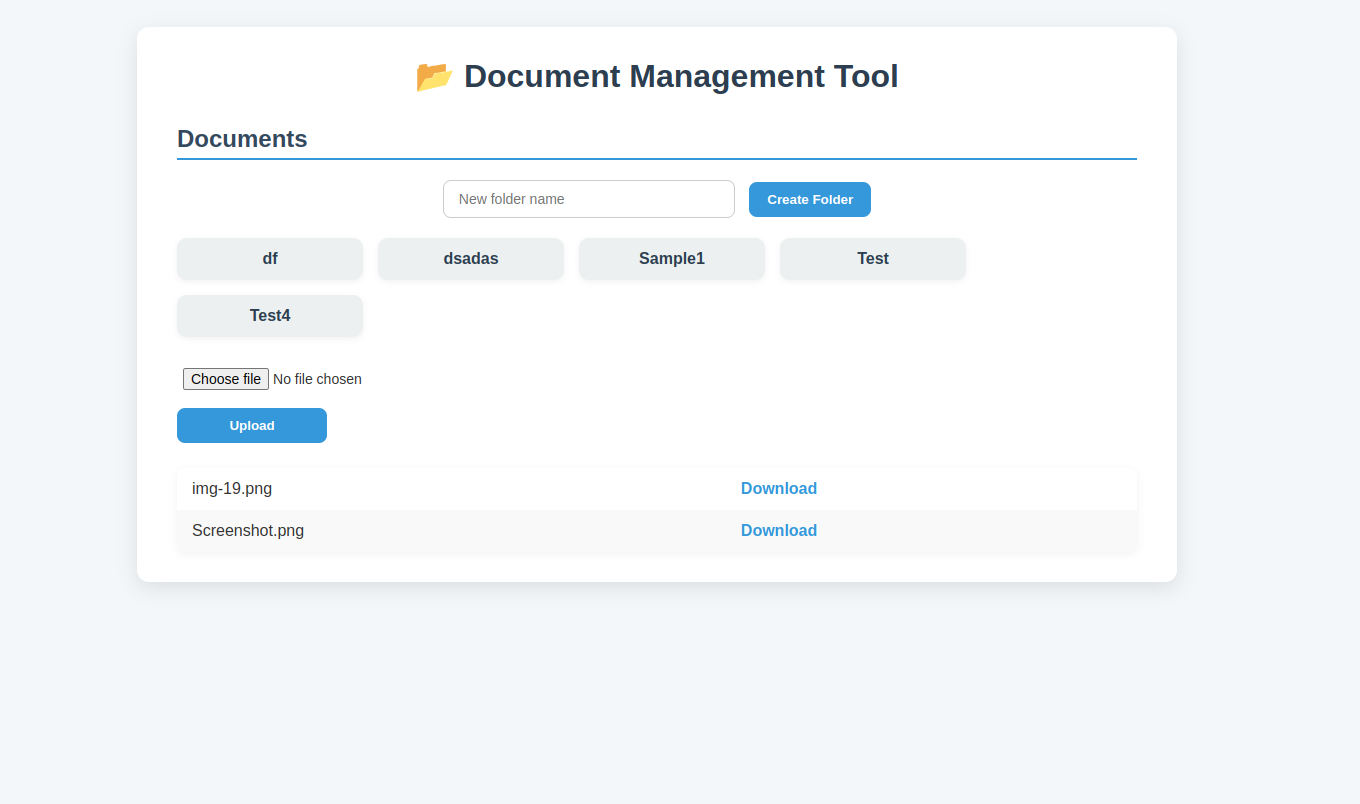 📂 Document Management Tool
Documents
New folder name Create Folder
df dsadas Sample1 Test
Test4
Choose file No file chosen
Upload
img-19.png Download
Screenshot.png Download